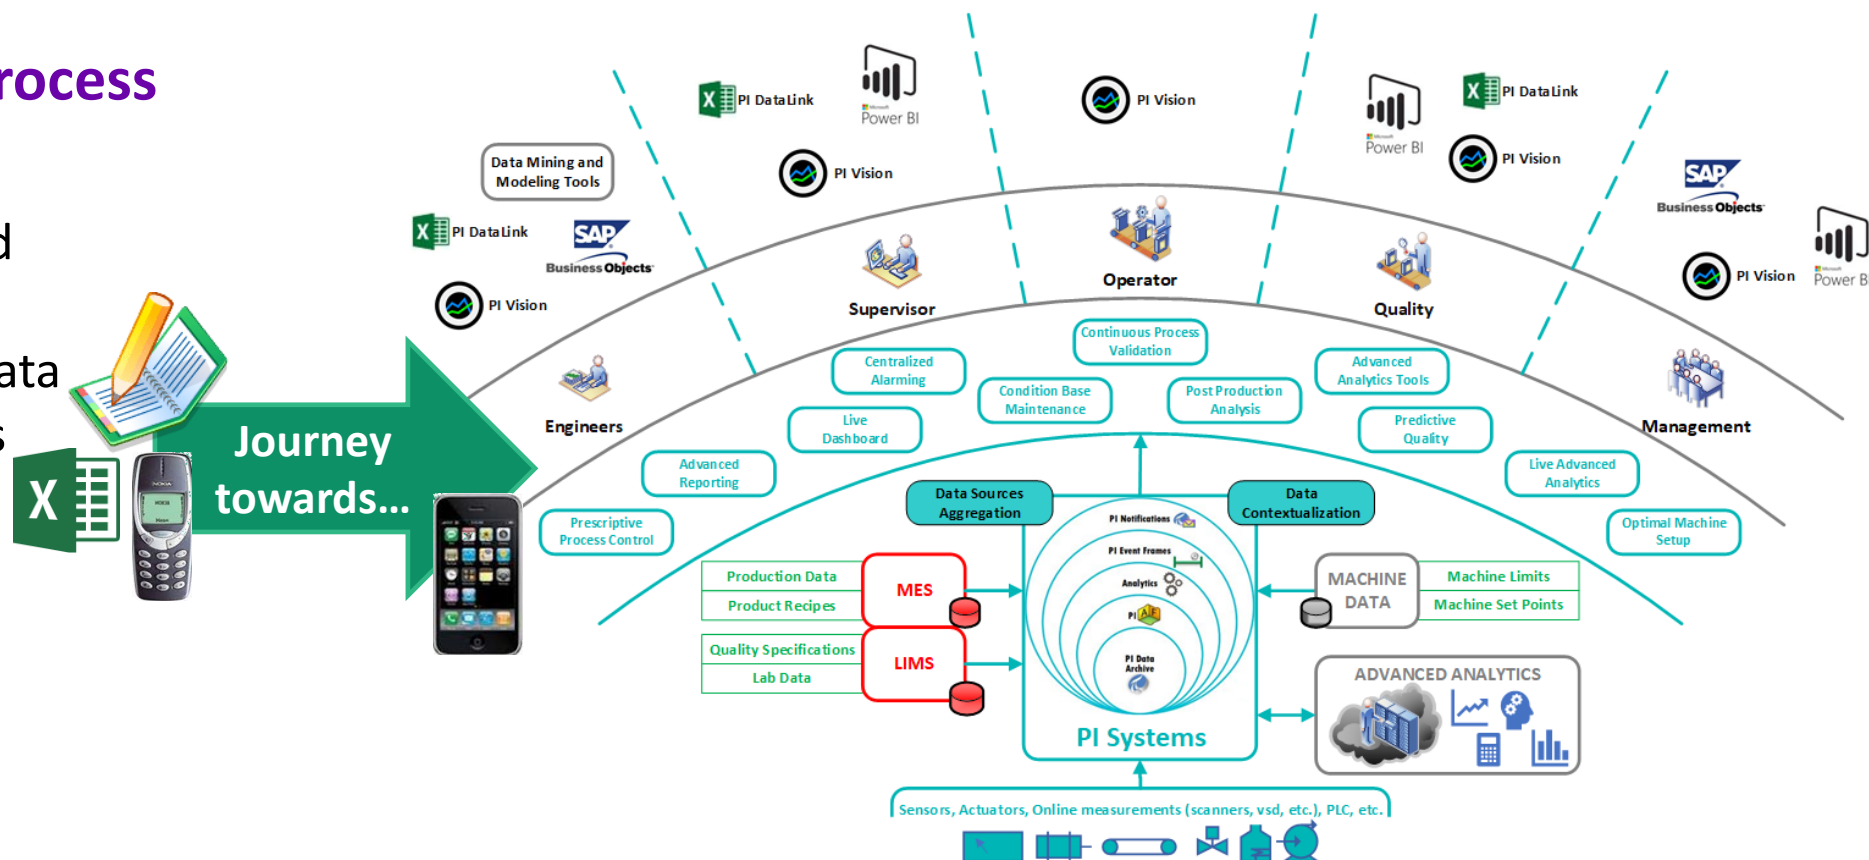 rocess
d
ata
s
Journey
towards...
Data Mining and
Modeling Tools
PI DataLink
SAP
Business Objects
PI Vision
PI DataLink
Microsoft
Power BI
PI Vision
PI Vision
Microsoft
Power BI
PI DataLink
PI Vision
SAP
Business Objects
PI Vision
Microsoft
Power B
Engineers
Supervisor
Operator
Quality
Management
Prescriptive
Process Control
Advanced
Reporting
Live
Dashboard
Centralized
Alarming
Condition Base
Maintenance
Continuous Process
Validation
Post Production
Analysis
Advanced
Analytics Tools
Predictive
Quality
Live Advanced
Analytics
Optimal Machine
Setup
Data Sources
Aggregation
Data
Contextualization
PI Notifications
PI Event Frames
Analytics
PI AF
PI Data
Archive
PI Systems
Production Data
Product Recipes
MES
Quality Specifications
Lab Data
LIMS
MACHINE
DATA
Machine Limits
Machine Set Points
ADVANCED ANALYTICS
Sensors, Actuators, Online measurements (scanners, vsd, etc.), PLC, etc.
X
NOKIA